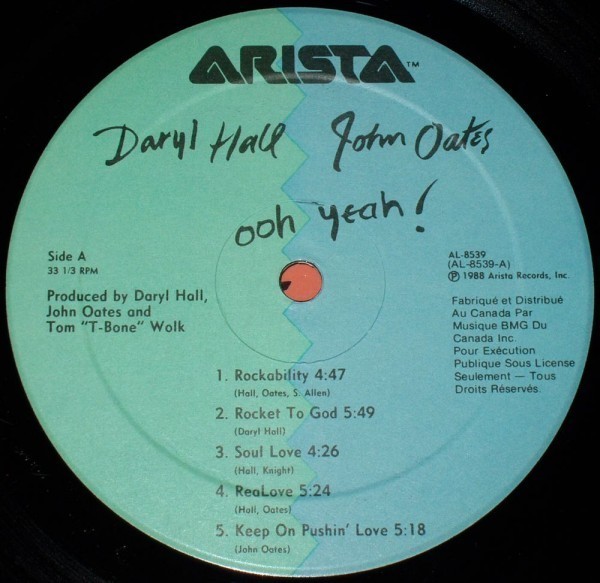 ARISTA™
Daryl Hall John Oates
ooh yeah!
Side A
33 1/3 RPM
Produced by Daryl Hall,
John Oates and
Tom "T-Bone" Wolk
AL-8539
(AL-8539-A)
℗ 1988 Arista Records, Inc.
Fabriqué et Distribué
Au Canada Par
Musique BMG Du
Canada Inc.
Pour Exécution
Publique Sous License
Seulement — Tous
Droits Réservés.
1. Rockability 4:47
(Hall, Oates, S. Allen)
2. Rocket To God 5:49
(Daryl Hall)
3. Soul Love 4:26
(Hall, Knight)
4. ReaLove 5:24
(Hall, Oates)
5. Keep On Pushin' Love 5:18
(John Oates)